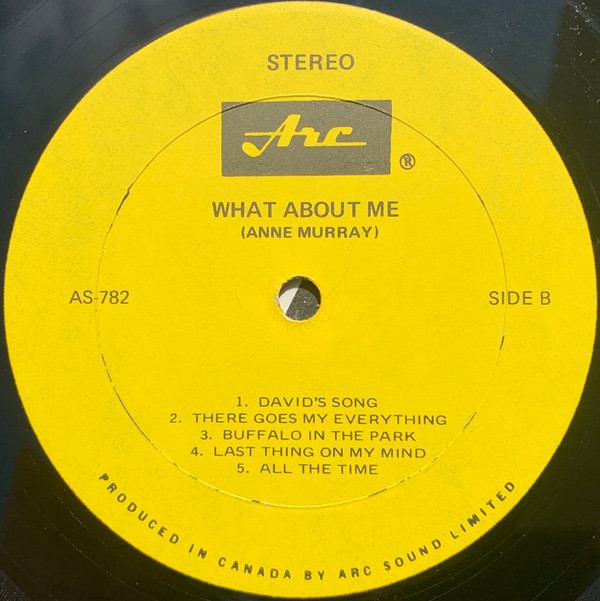 STEREO
Arc
®
WHAT ABOUT ME
(ANNE MURRAY)
AS-782
SIDE B
1. DAVID'S SONG
2. THERE GOES MY EVERYTHING
3. BUFFALO IN THE PARK
4. LAST THING ON MY MIND
5. ALL THE TIME
PRODUCED IN CANADA BY ARC SOUND LIMITED